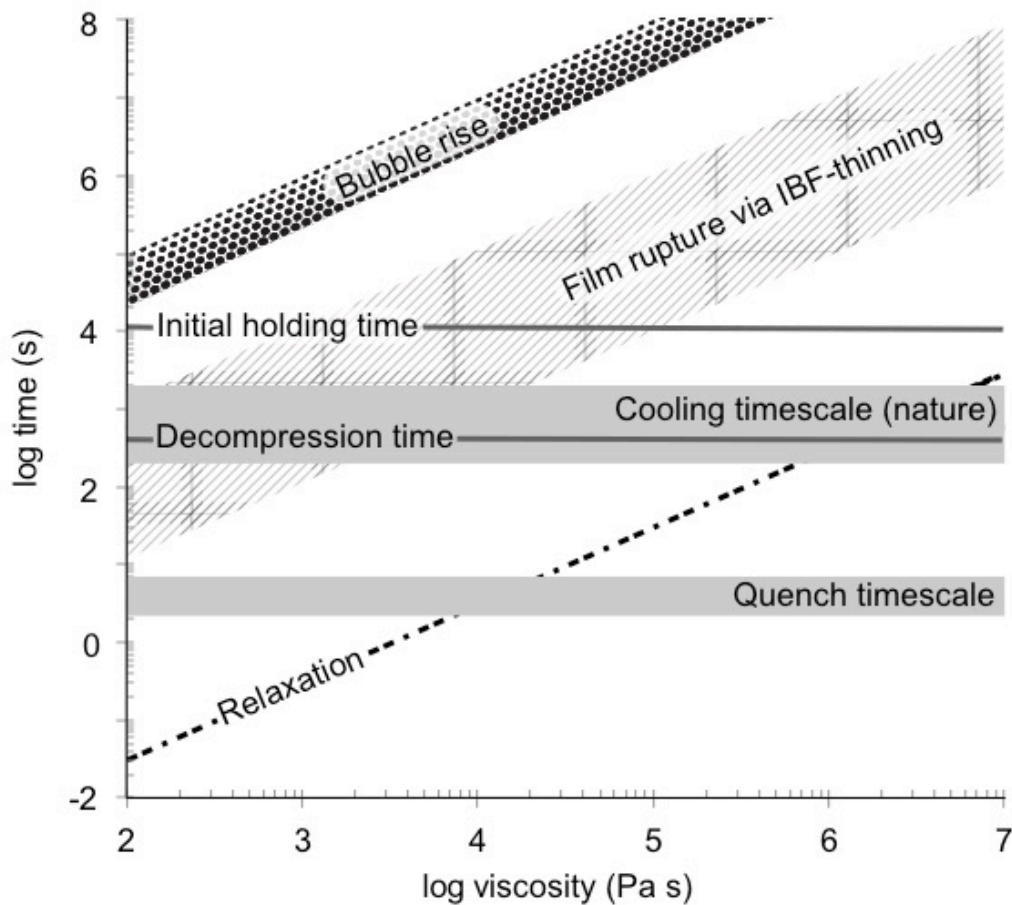 8
6
4
2
0
-2
log time (s)
Bubble rise
Film rupture via IBF-thinning
Initial holding time
Cooling timescale (nature)
Decompression time
Quench timescale
Relaxation
2 3 4 5 6 7
log viscosity (Pa s)